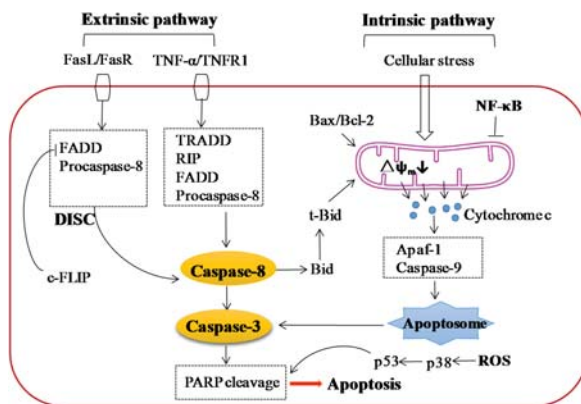 Extrinsic pathway
Intrinsic pathway
FasL/FasR
TNF-α/TNFR1
Cellular stress
NF-κB
Bax/Bcl-2
FADD
Procaspase-8
TRADD
RIP
FADD
Procaspase-8
△ψm↓
DISC
t-Bid
Cytochrome c
c-FLIP
Caspase-8
Bid
Apaf-1
Caspase-9
Caspase-3
Apoptosome
p53
p38
ROS
PARP cleavage
Apoptosis